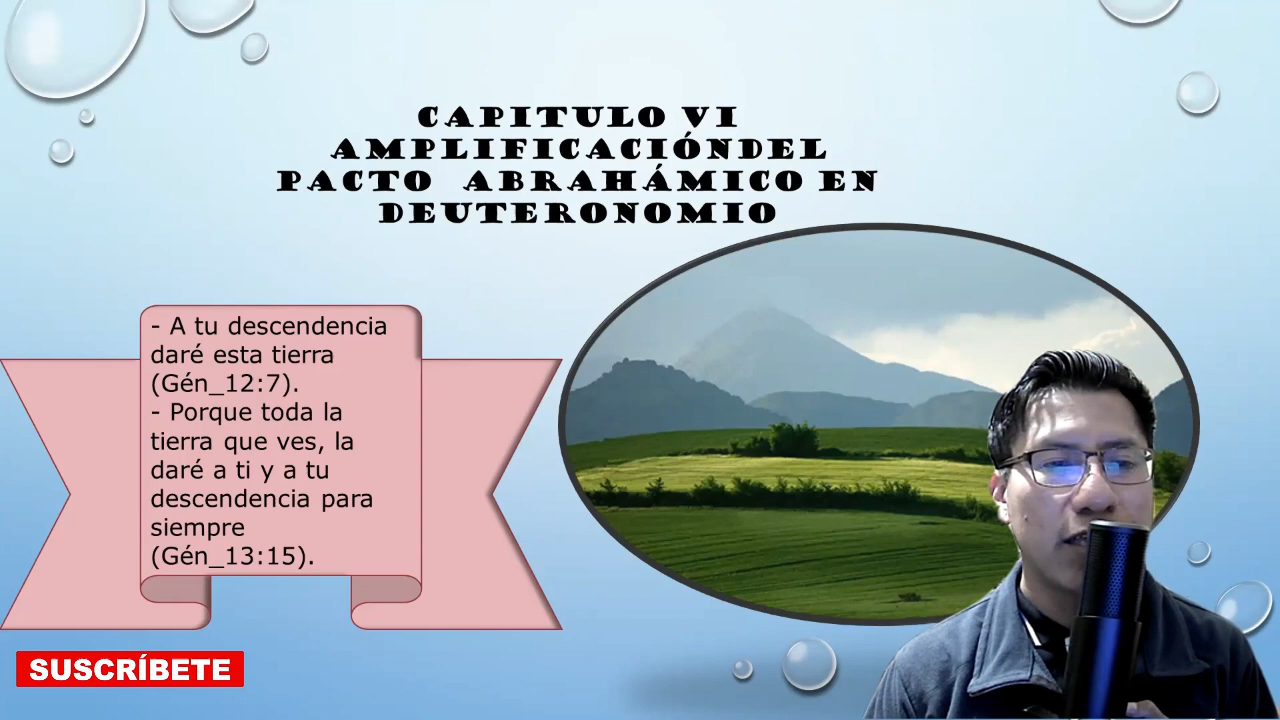 CAPITULO VI
AMPLIFICACIÓNDEL
PACTO ABRAHÁMICO EN
DEUTERONOMIO
- A tu descendencia
daré esta tierra
(Gén_12:7).
- Porque toda la
tierra que ves, la
daré a ti y a tu
descendencia para
siempre
(Gén_13:15).
SUSCRÍBETE